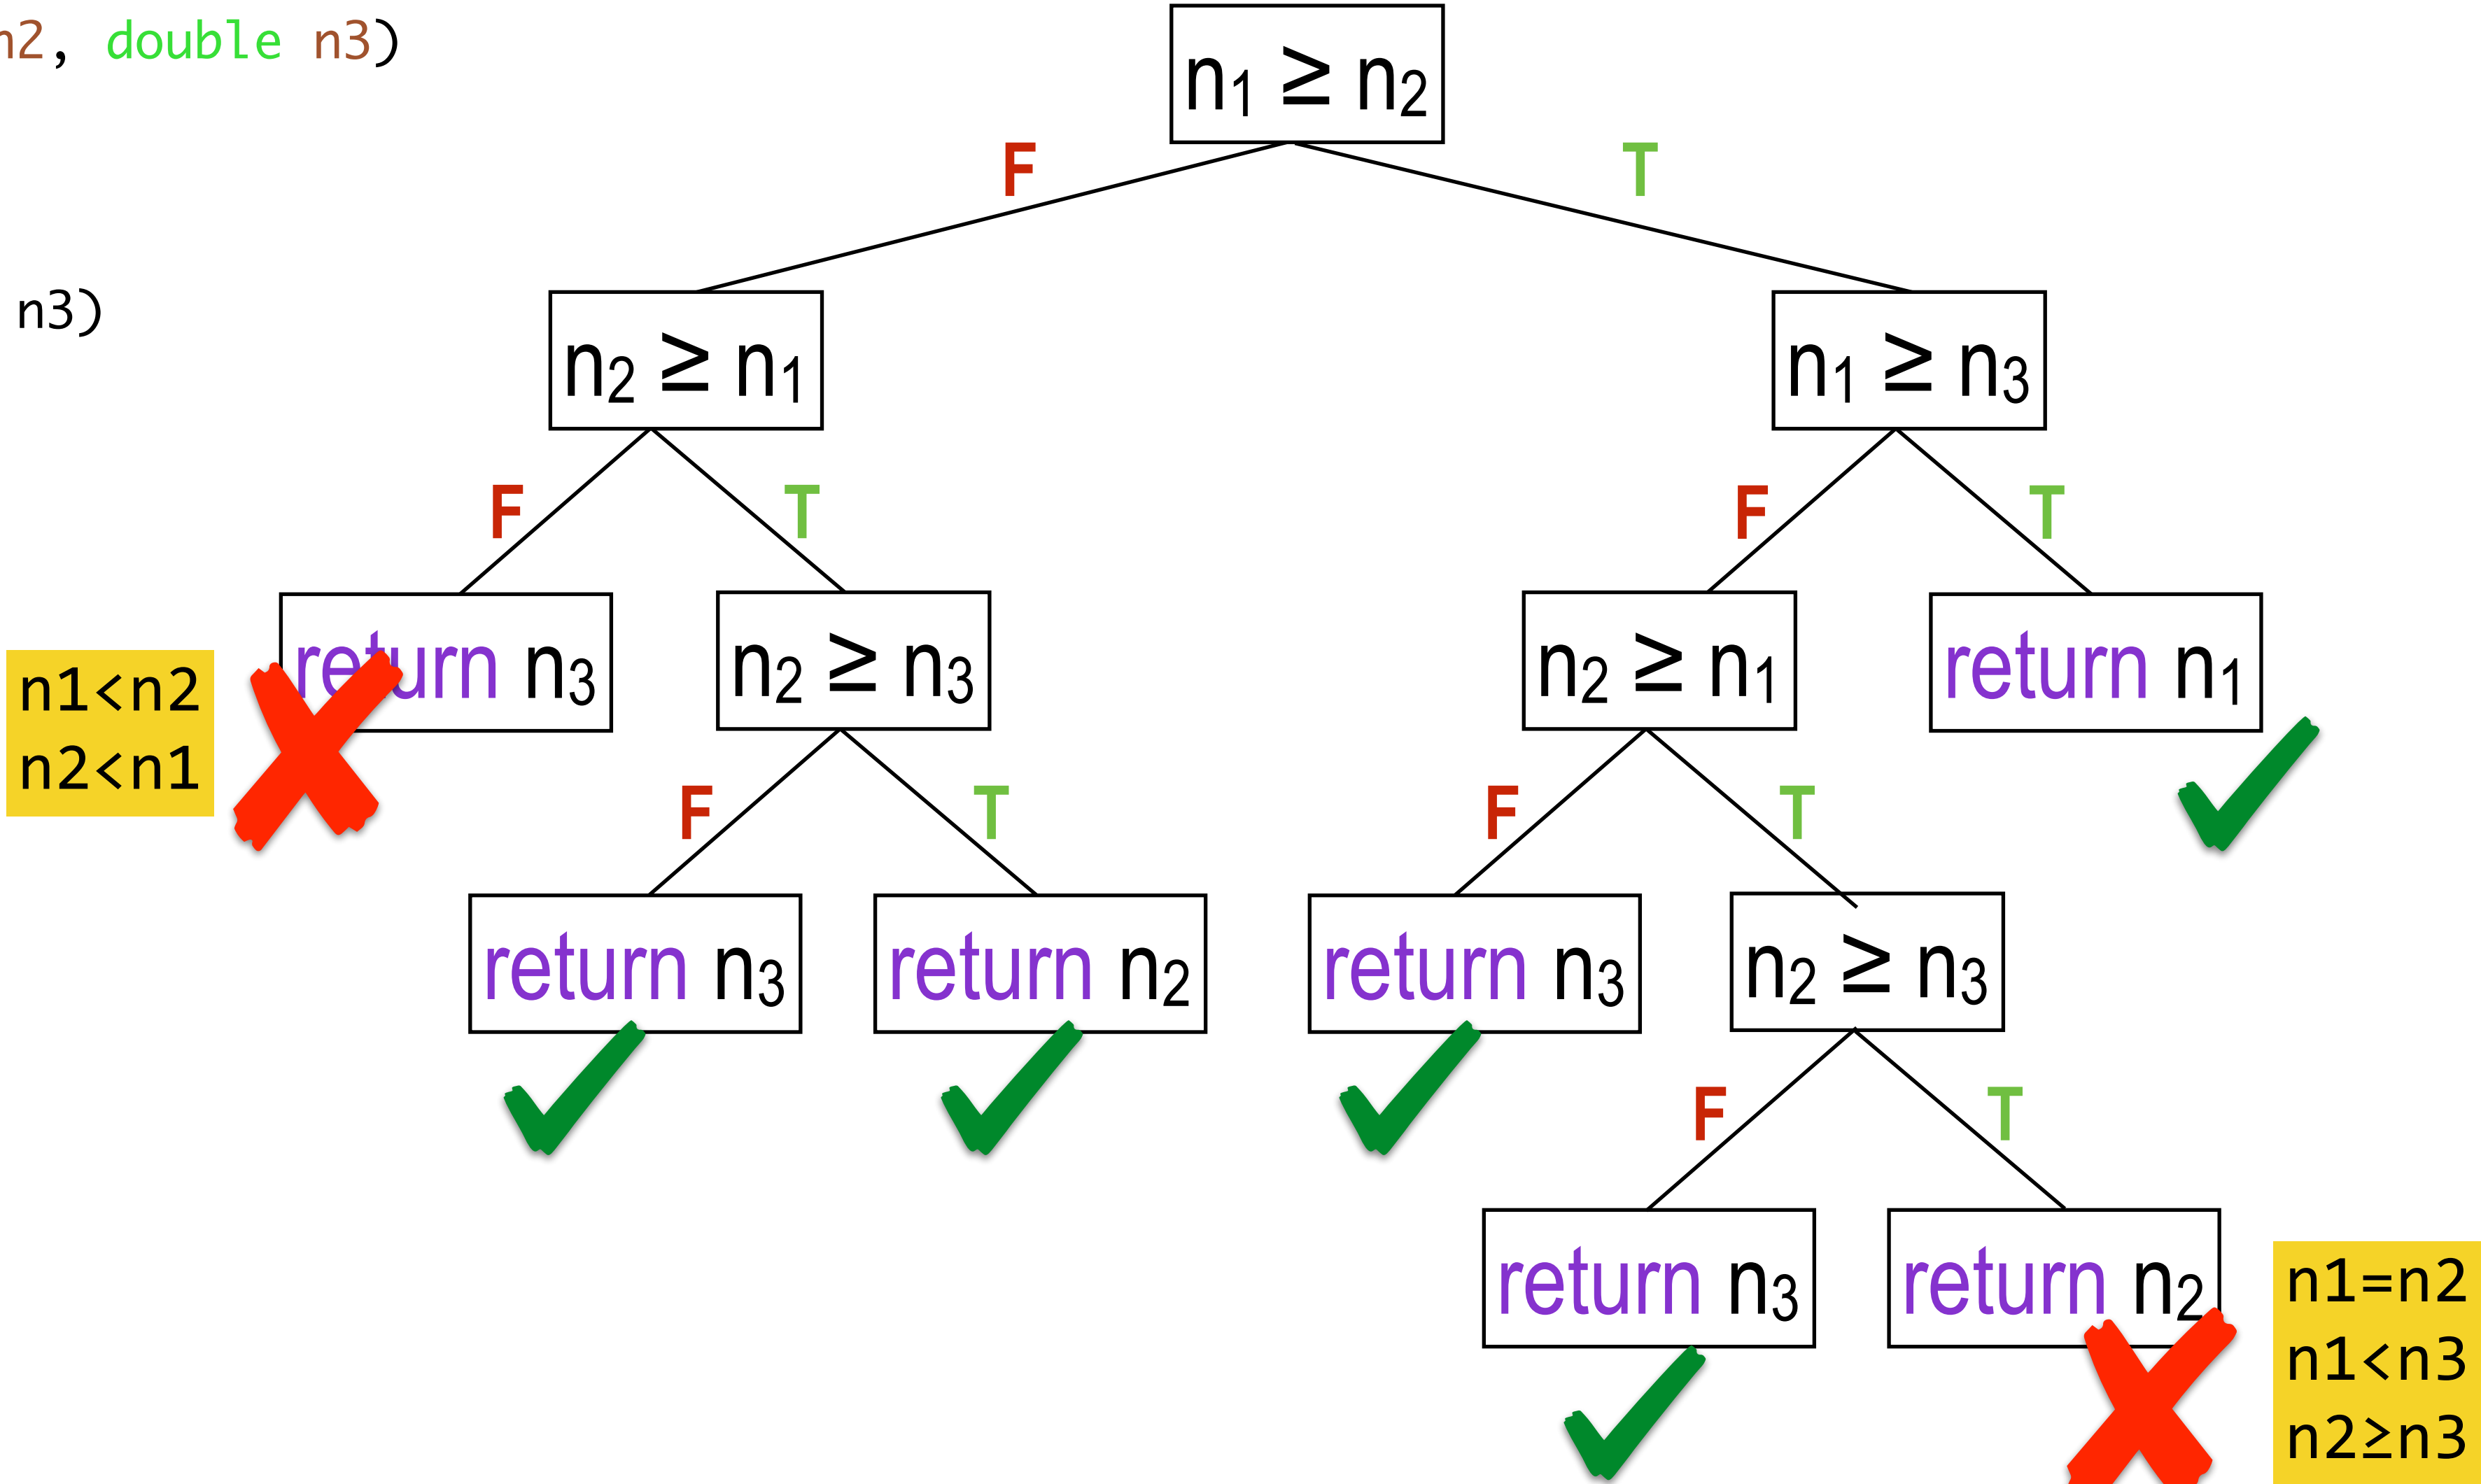 n2, double n3)
n1 ≥ n2
F
T
n3)
n2 ≥ n1
n1 ≥ n3
F
T
F
T
return n3
n2 ≥ n3
n2 ≥ n1
return n1
n1<n2
n2<n1
F
T
F
T
return n3
return n2
return n3
n2 ≥ n3
F
T
return n3
return n2
n1=n2
n1<n3
n2≥n3